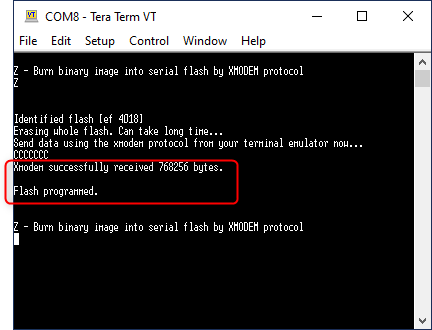 VT
COM8 - Tera Term VT
File Edit Setup Control Window Help
Z - Burn binary image into serial flash by XMODEM protocol
Z
Identified flash [ef 4018]
Erasing whole flash. Can take long time...
Send data using the xmodem protocol from your terminal emulator now...
CCCCCCC
Xmodem successfully received 768256 bytes.
Flash programmed.
Z - Burn binary image into serial flash by XMODEM protocol